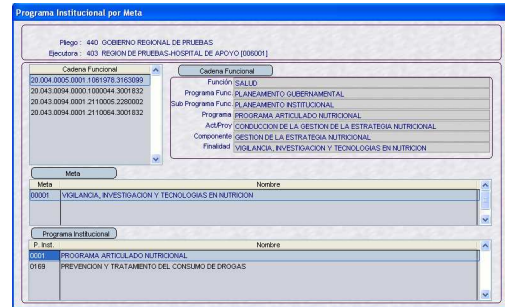 Programa Institucional por Meta
Pliego : 440 GOBIERNO REGIONAL DE PRUEBAS
Ejecutora : 403 REGION DE PRUEBAS-HOSPITAL DE APOYO [006001]
Cadena Funcional
20.004.0005.0001.1061978.3163099
20.043.0094.0000.1000044.3001832
20.043.0094.0001.2110005.2280002
20.043.0094.0001.2110064.3001832
Cadena Funcional
Función SALUD
Programa Func. PLANEAMIENTO GUBERNAMENTAL
Sub Programa Func. PLANEAMIENTO INSTITUCIONAL
Programa PROGRAMA ARTICULADO NUTRICIONAL
Act/Proy CONDUCCION DE LA GESTION DE LA ESTRATEGIA NUTRICIONAL
Componente GESTION DE LA ESTRATEGIA NUTRICIONAL
Finalidad VIGILANCIA, INVESTIGACION Y TECNOLOGIAS EN NUTRICION
Meta
Meta Nombre
00001 VIGILANCIA, INVESTIGACION Y TECNOLOGIAS EN NUTRICION
Programa Institucional
P. Inst. Nombre
0001 PROGRAMA ARTICULADO NUTRICIONAL
0169 PREVENCION Y TRATAMIENTO DEL CONSUMO DE DROGAS